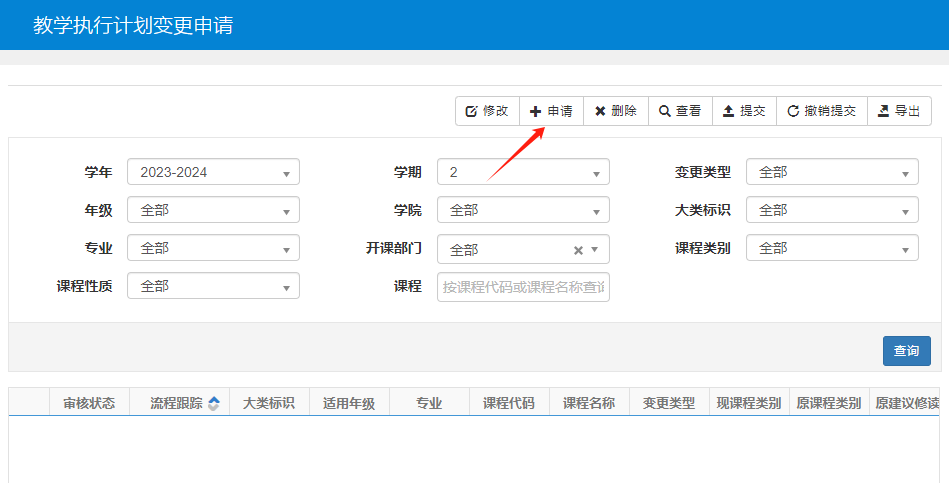 教学执行计划变更申请
修改 申请 删除 查看 提交 撤销提交 导出
学年 2023-2024 学期 2 变更类型 全部
年级 全部 学院 全部 大类标识 全部
专业 全部 开课部门 全部 课程类别 全部
课程性质 全部 课程 按课程代码或课程名称查询
查询
审核状态 流程跟踪 大类标识 适用年级 专业 课程代码 课程名称 变更类型 现课程类别 原课程类别 原建议修读